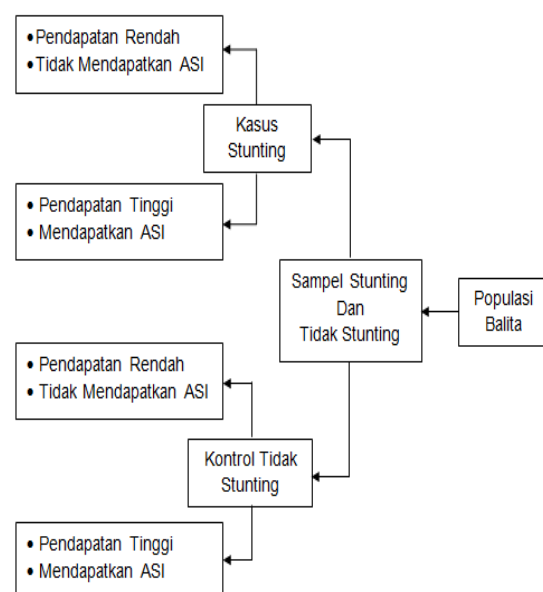 • Pendapatan Rendah
• Tidak Mendapatkan ASI
Kasus
Stunting
• Pendapatan Tinggi
• Mendapatkan ASI
Sampel Stunting
Dan
Tidak Stunting
Populasi
Balita
• Pendapatan Rendah
• Tidak Mendapatkan ASI
Kontrol Tidak
Stunting
• Pendapatan Tinggi
• Mendapatkan ASI